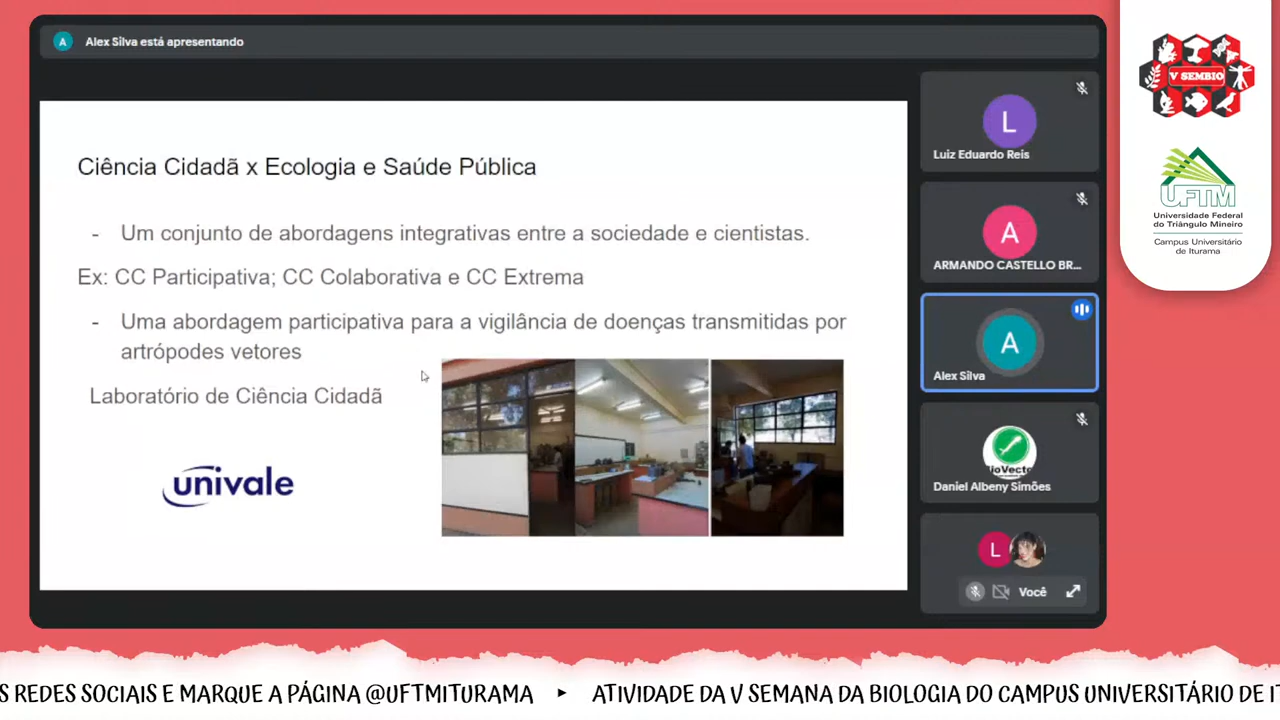 A
Alex Silva está apresentando
Ciência Cidadã x Ecologia e Saúde Pública
- Um conjunto de abordagens integrativas entre a sociedade e cientistas.
Ex: CC Participativa; CC Colaborativa e CC Extrema
- Uma abordagem participativa para a vigilância de doenças transmitidas por
artrópodes vetores
Laboratório de Ciência Cidadã
univale
L
Luiz Eduardo Reis
A
ARMANDO CASTELLO BR...
A
Alex Silva
BioVecto
Daniel Albeny Simões
L
Você
V SEMBIO
UFTM
Universidade Federal
do Triângulo Mineiro
Campus Universitário
de Iturama
S REDES SOCIAIS E MARQUE A PÁGINA @UFTMITURAMA ‣ ATIVIDADE DA V SEMANA DA BIOLOGIA DO CAMPUS UNIVERSITÁRIO DE IT